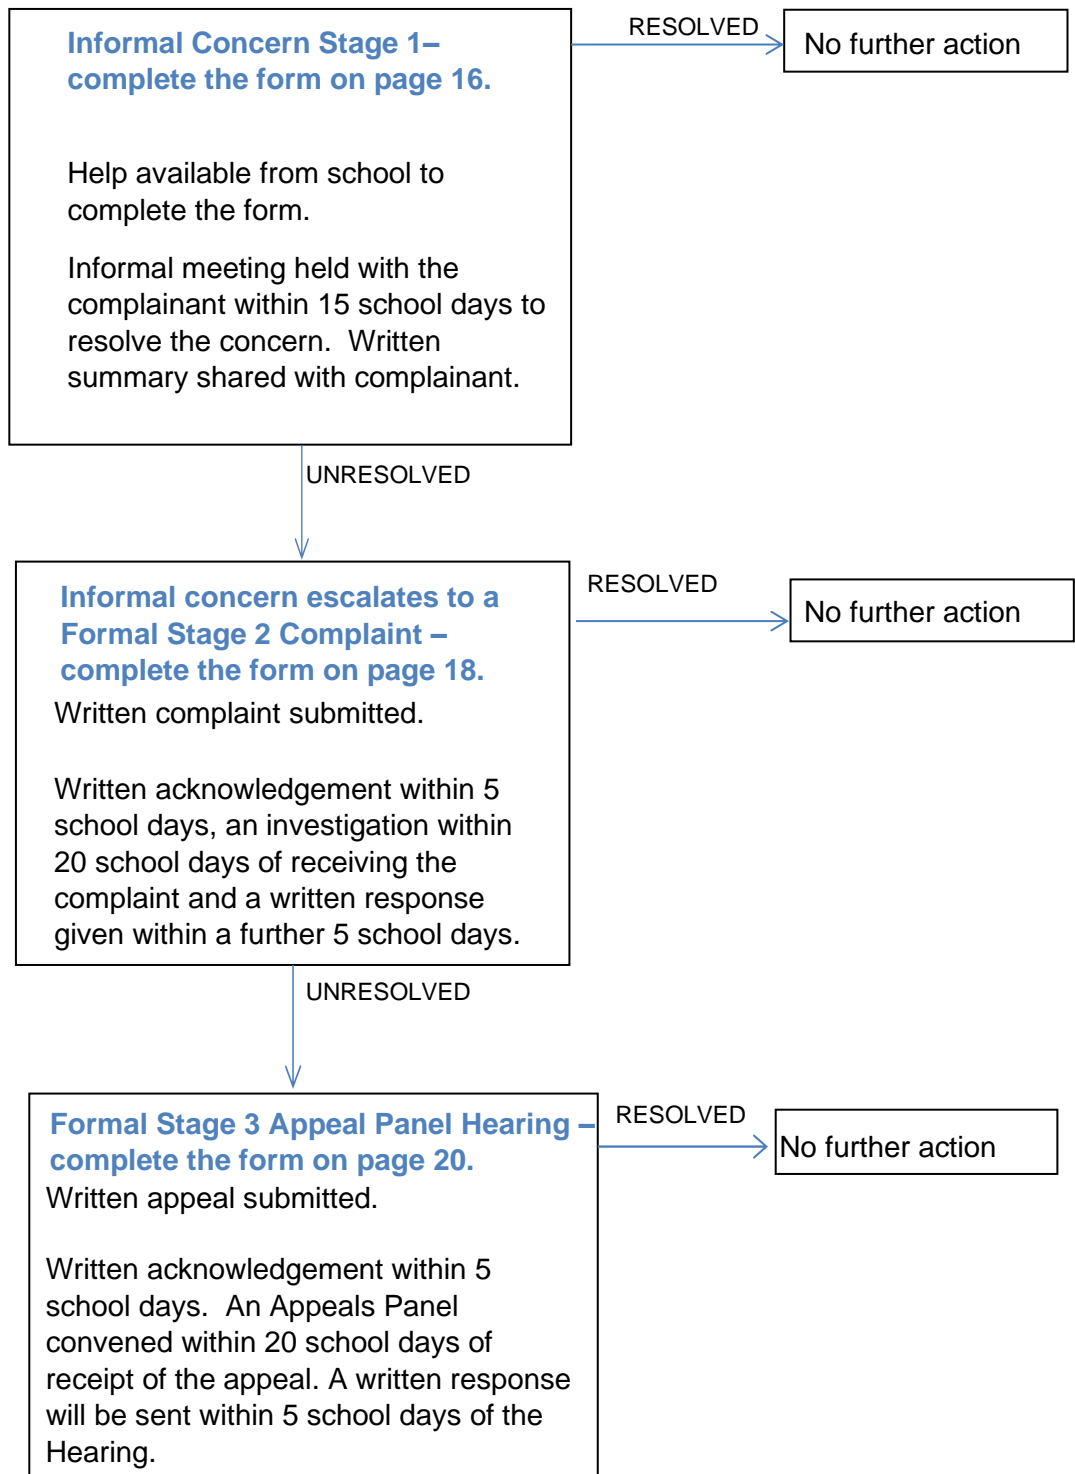 Informal Concern Stage 1–
complete the form on page 16.
RESOLVED
No further action
Help available from school to
complete the form.
Informal meeting held with the
complainant within 15 school days to
resolve the concern.  Written
summary shared with complainant.
UNRESOLVED
Informal concern escalates to a
Formal Stage 2 Complaint –
complete the form on page 18.
RESOLVED
No further action
Written complaint submitted.
Written acknowledgement within 5
school days, an investigation within
20 school days of receiving the
complaint and a written response
given within a further 5 school days.
UNRESOLVED
Formal Stage 3 Appeal Panel Hearing –
complete the form on page 20.
RESOLVED
No further action
Written appeal submitted.
Written acknowledgement within 5
school days.  An Appeals Panel
convened within 20 school days of
receipt of the appeal. A written response
will be sent within 5 school days of the
Hearing.